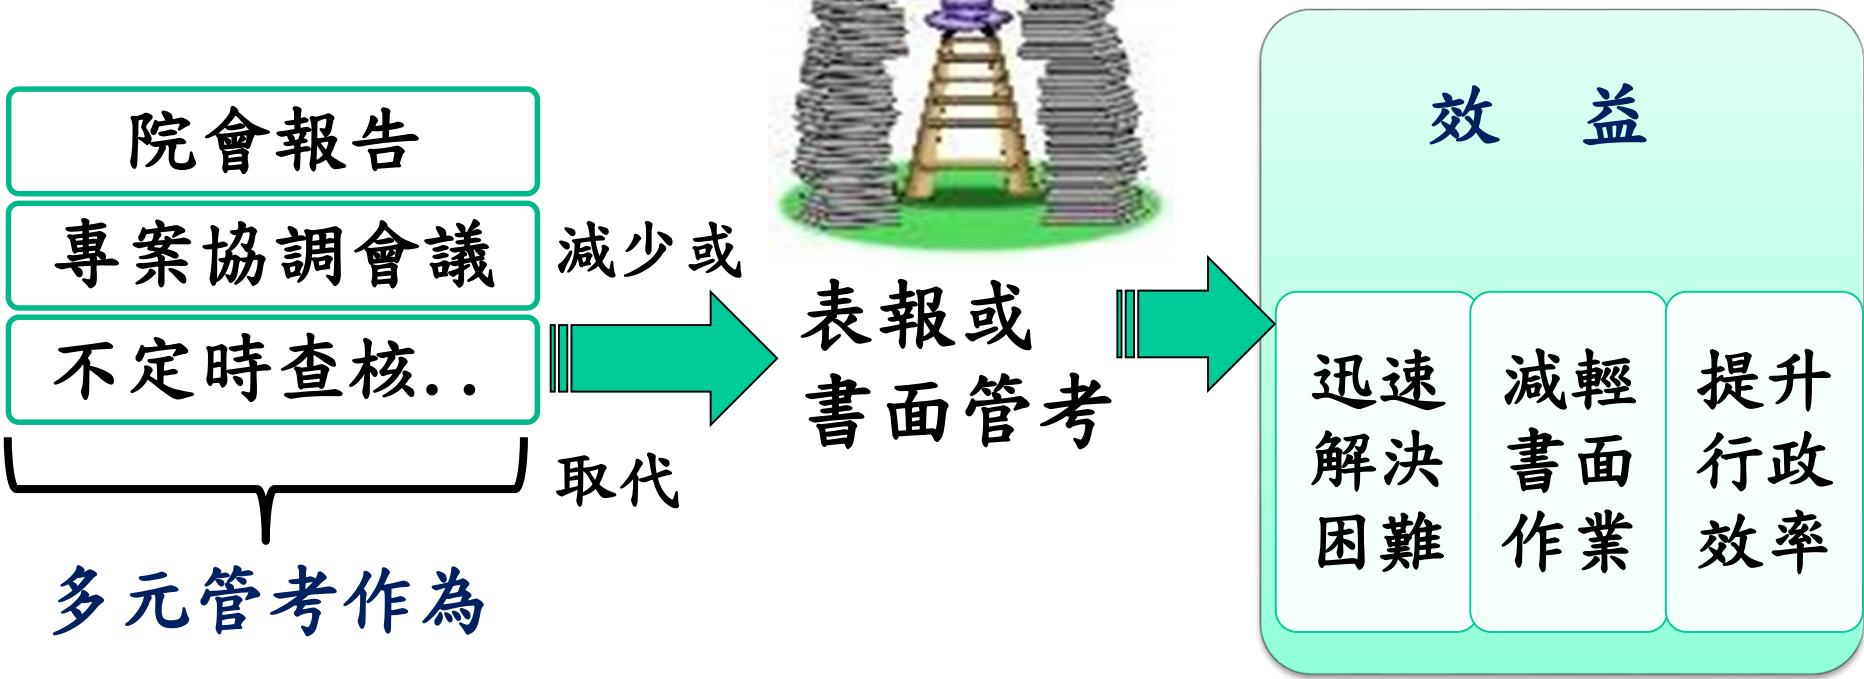 院會報告
專案協調會議
不定時查核..
多元管考作為
減少或
取代
表報或
書面管考
效 益
迅速
解決
困難
減輕
書面
作業
提升
行政
效率